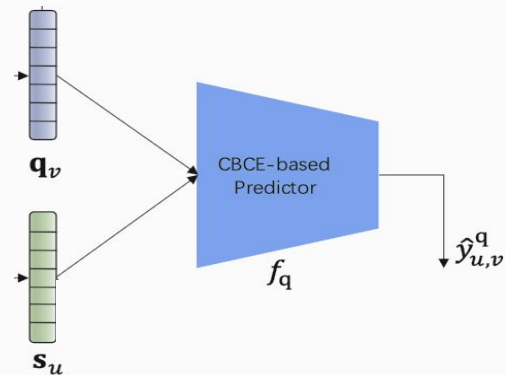 q_v
CBCE-based
Predictor
f_q
ŷ^q_{u,v}
s_u